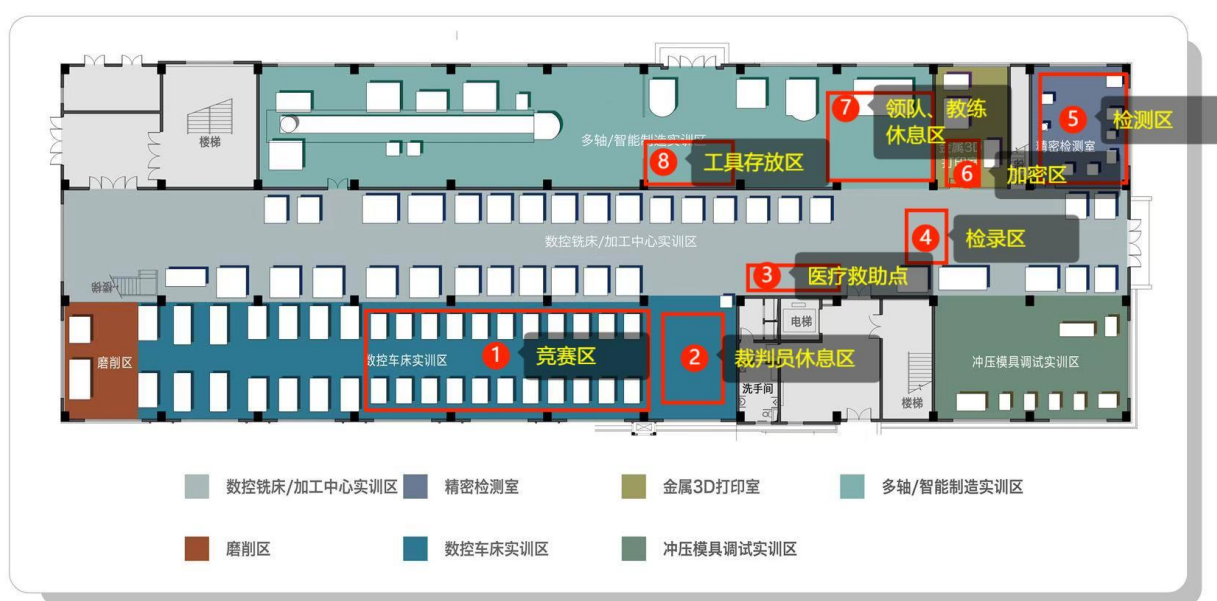 楼梯
多轴/智能制造实训区
7
领队、教练
休息区
5
检测区
精密检测室
8
工具存放区
金属3D
6
加密区
数控铣床/加工中心实训区
4
检录区
3
医疗救助点
楼梯
磨削区
数控车床实训区
1
竞赛区
2
裁判员休息区
电梯
洗手间
楼梯
冲压模具调试实训区
数控铣床/加工中心实训区
精密检测室
金属3D打印室
多轴/智能制造实训区
磨削区
数控车床实训区
冲压模具调试实训区